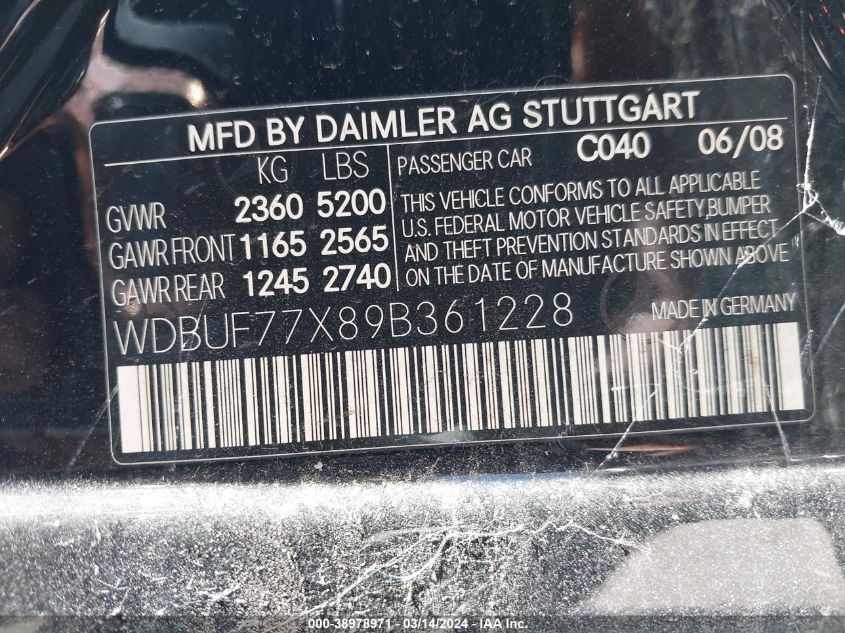 MFD BY DAIMLER AG STUTTGART
KG LBS
GVWR 2360 5200
GAWR FRONT 1165 2565
GAWR REAR 1245 2740
PASSENGER CAR C040 06/08
THIS VEHICLE CONFORMS TO ALL APPLICABLE
U.S. FEDERAL MOTOR VEHICLE SAFETY,BUMPER
AND THEFT PREVENTION STANDARDS IN EFFECT
ON THE DATE OF MANUFACTURE SHOWN ABOVE"
WDBUF77X89B361228 MADE IN GERMANY
000-38978971 - 03/14/2024 - IAA Inc.